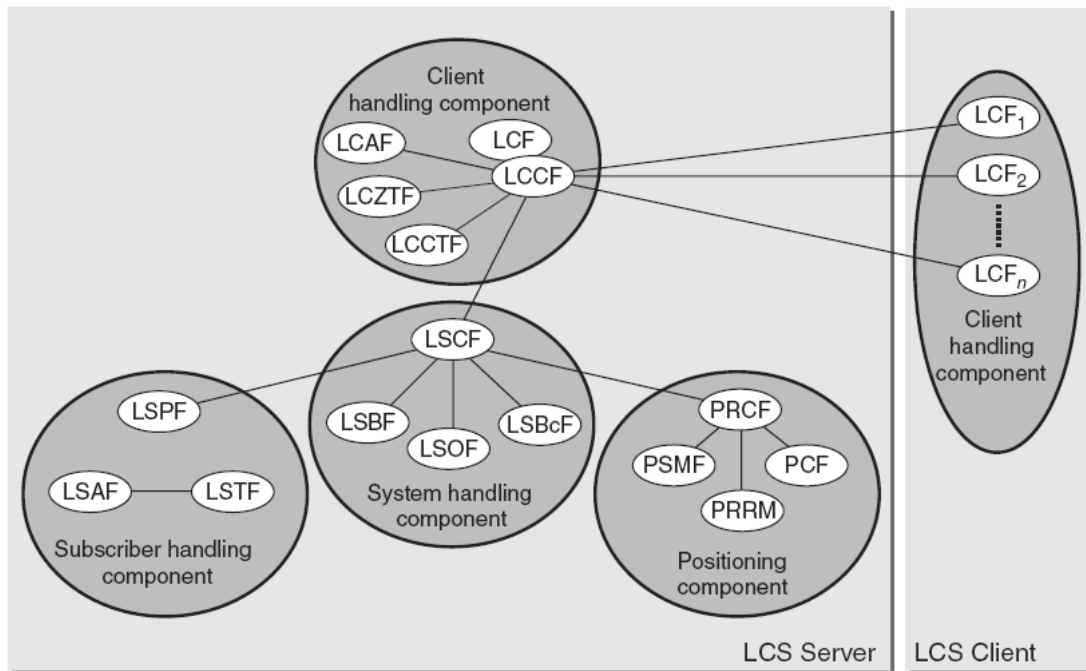 Client
handling component
LCAF
LCF
LCCF
LCZTF
LCCTF
LSCF
LSBF
LSOF
LSBcF
System handling
component
LSPF
LSAF
LSTF
Subscriber handling
component
PRCF
PSMF
PCF
PRRM
Positioning
component
LCS Server
LCF1
LCF2
LCFn
Client
handling
component
LCS Client